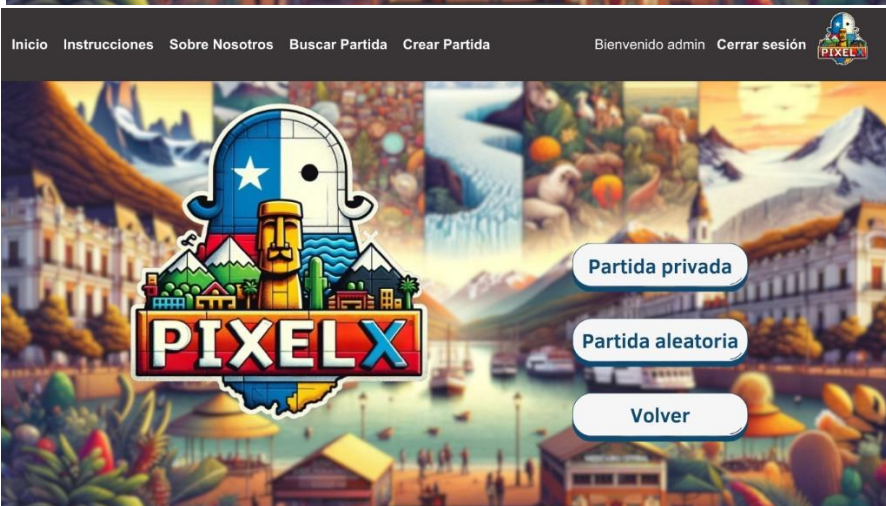 Inicio Instrucciones Sobre Nosotros Buscar Partida Crear Partida Bienvenido admin Cerrar sesión PIXELX
PIXELX
Partida privada
Partida aleatoria
Volver